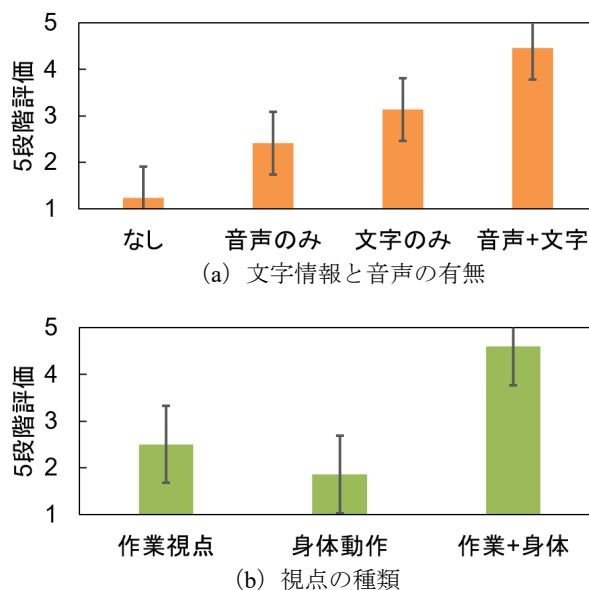 5段階評価
5
4
3
2
1
なし 音声のみ 文字のみ 音声+文字
(a) 文字情報と音声の有無
5段階評価
5
4
3
2
1
作業視点 身体動作 作業+身体
(b) 視点の種類